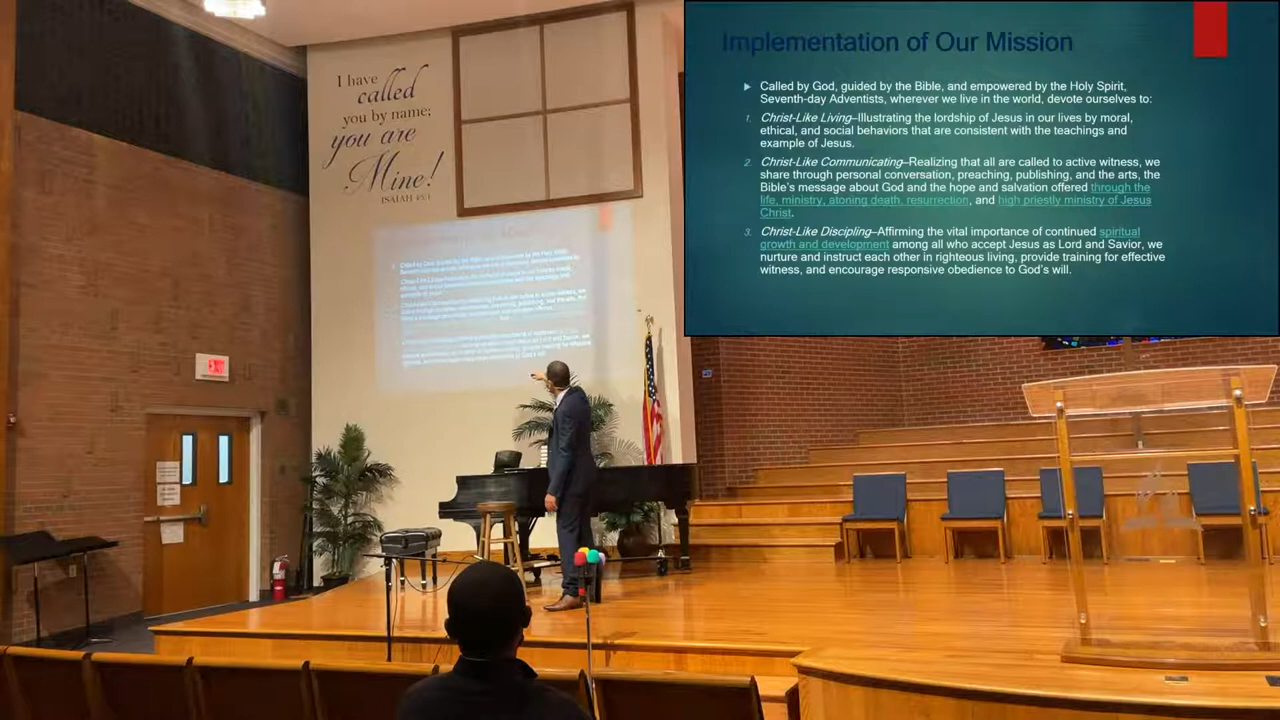 I have
called
you by name;
you are
Mine!
ISAIAH 43:1
Implementation of Our Mission
Called by God, guided by the Bible, and empowered by the Holy Spirit,
Seventh-day Adventists, wherever we live in the world, devote ourselves to:
1. Christ-Like Living–Illustrating the lordship of Jesus in our lives by moral,
ethical, and social behaviors that are consistent with the teachings and
example of Jesus.
2. Christ-Like Communicating–Realizing that all are called to active witness, we
share through personal conversation, preaching, publishing, and the arts, the
Bible's message about God and the hope and salvation offered through the
life, ministry, atoning death, resurrection, and high priestly ministry of Jesus
Christ.
3. Christ-Like Discipling–Affirming the vital importance of continued spiritual
growth and development among all who accept Jesus as Lord and Savior, we
nurture and instruct each other in righteous living, provide training for effective
witness, and encourage responsive obedience to God's will.